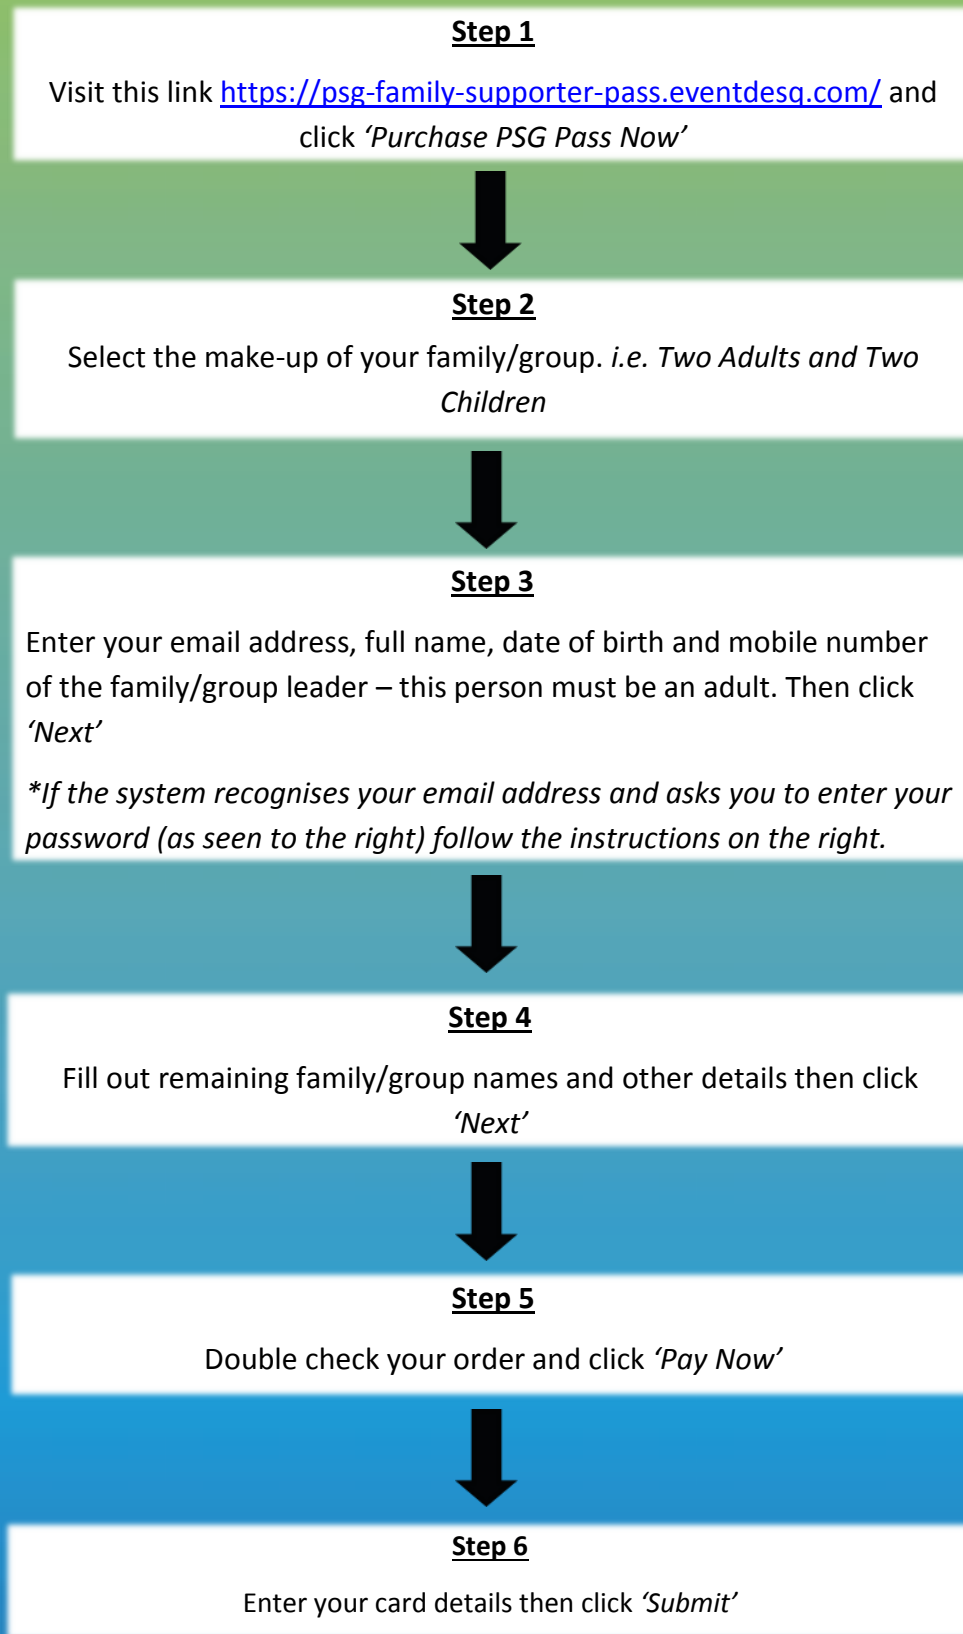 Step 1
Visit this link https://psg-family-supporter-pass.eventdesq.com/ and
click ‘Purchase PSG Pass Now’
Step 2
Select the make-up of your family/group. i.e. Two Adults and Two
Children
Step 3
Enter your email address, full name, date of birth and mobile number
of the family/group leader – this person must be an adult. Then click
‘Next’
*If the system recognises your email address and asks you to enter your
password (as seen to the right) follow the instructions on the right.
Step 4
Fill out remaining family/group names and other details then click
‘Next’
Step 5
Double check your order and click ‘Pay Now’
Step 6
Enter your card details then click ‘Submit’